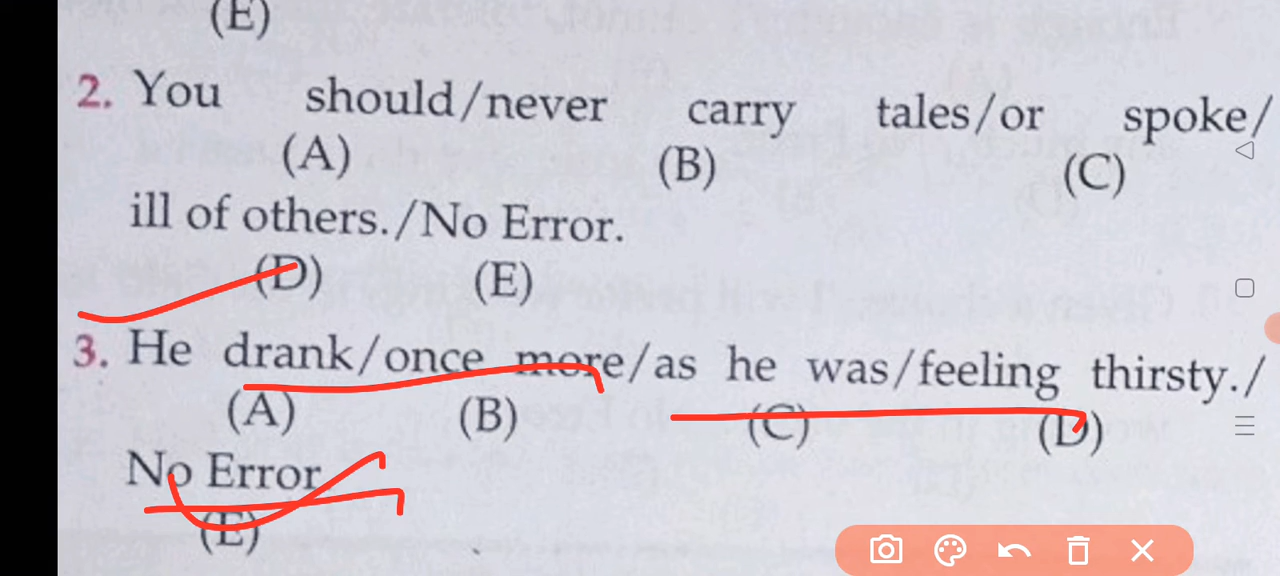 (E)
2. You should/never carry tales/or spoke/
(A) (B) (C)
ill of others./No Error.
(D) (E)
3. He drank/once more/as he was/feeling thirsty./
(A) (B) (C) (D)
No Error
(E)